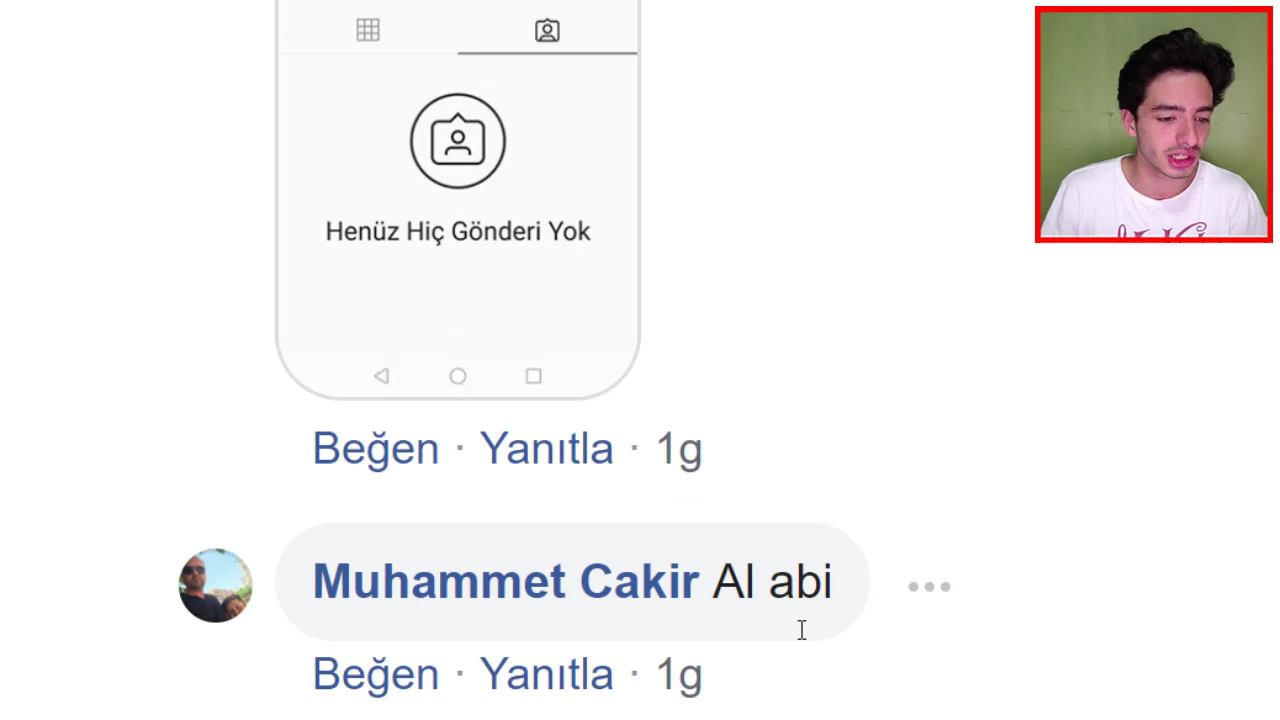 Henüz Hiç Gönderi Yok
Beğen · Yanıtla · 1g
Muhammet Cakir Al abi
Beğen · Yanıtla · 1g